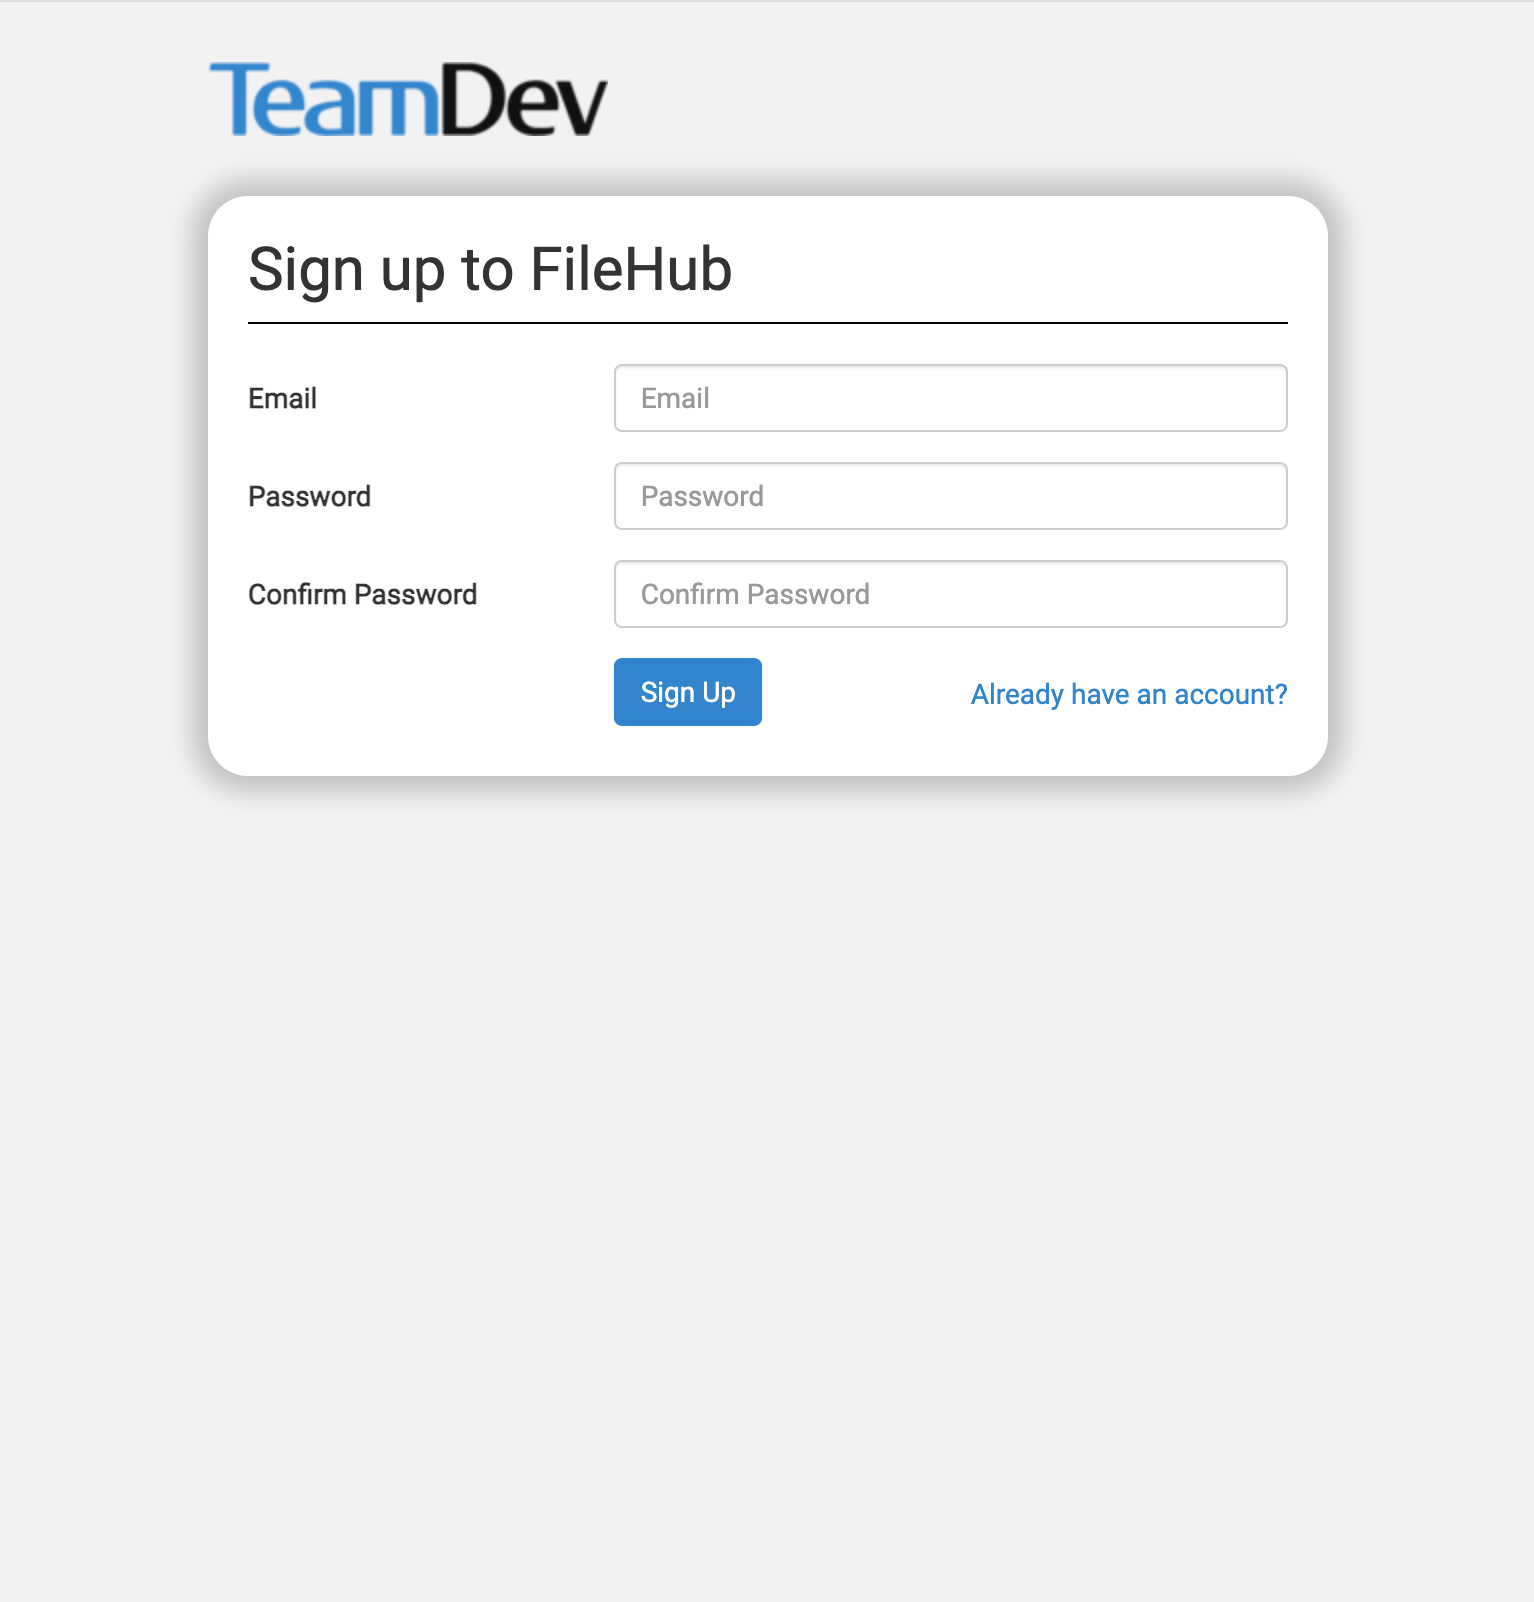 TeamDev
Sign up to FileHub
Email Email
Password Password
Confirm Password Confirm Password
Sign Up Already have an account?